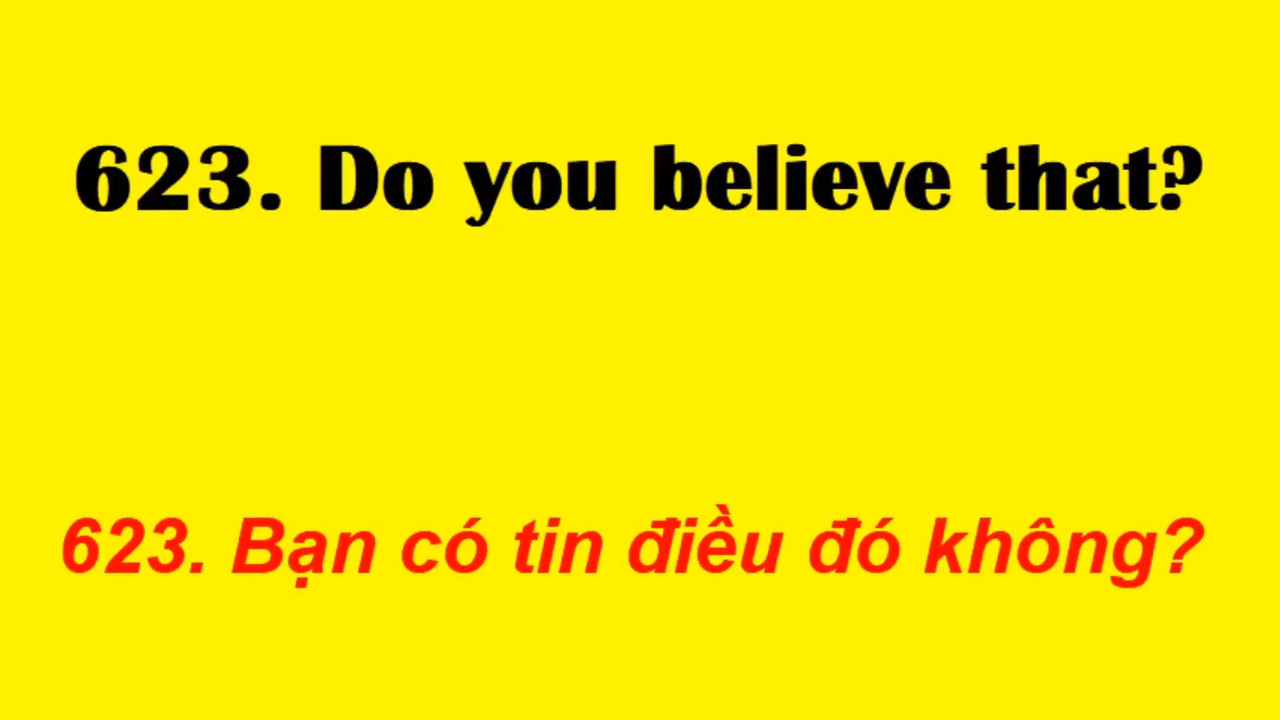 623. Do you believe that?
623. Bạn có tin điều đó không?